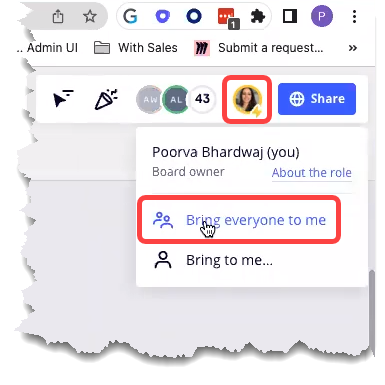 G
1
P
.. Admin UI
With Sales
Submit a request...
»
AW
AL
43
Share
Poorva Bhardwaj (you)
Board owner
About the role
Bring everyone to me
Bring to me...